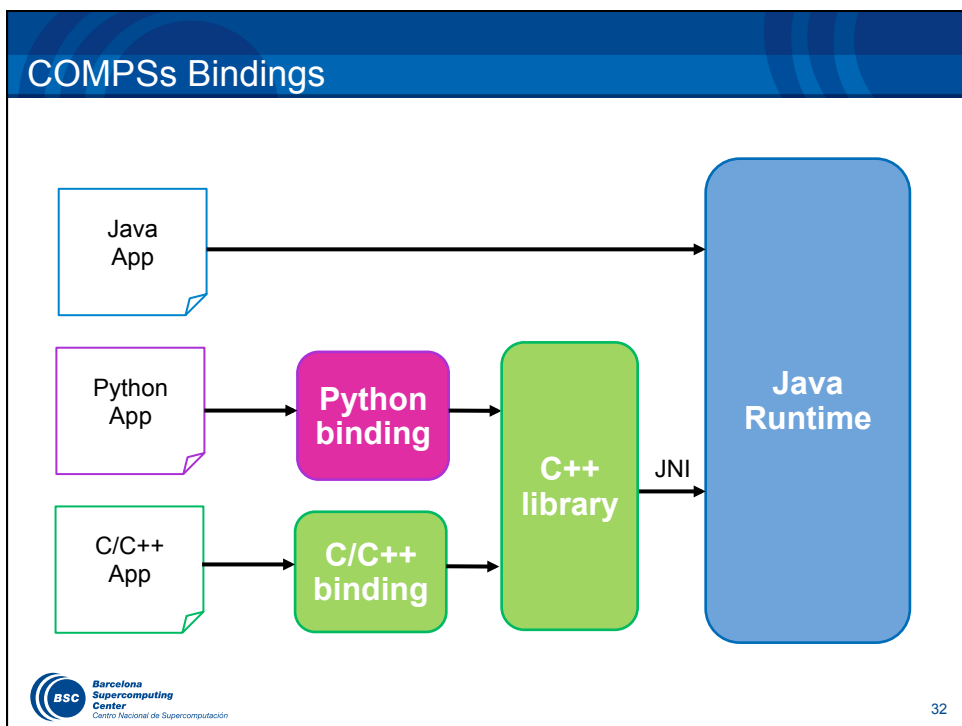 COMPSs Bindings
Java
App
Python
App
Python
binding
C/C++
App
C/C++
binding
C++
library
JNI
Java
Runtime
BSC
Barcelona
Supercomputing
Center
Centro Nacional de Supercomputación
32